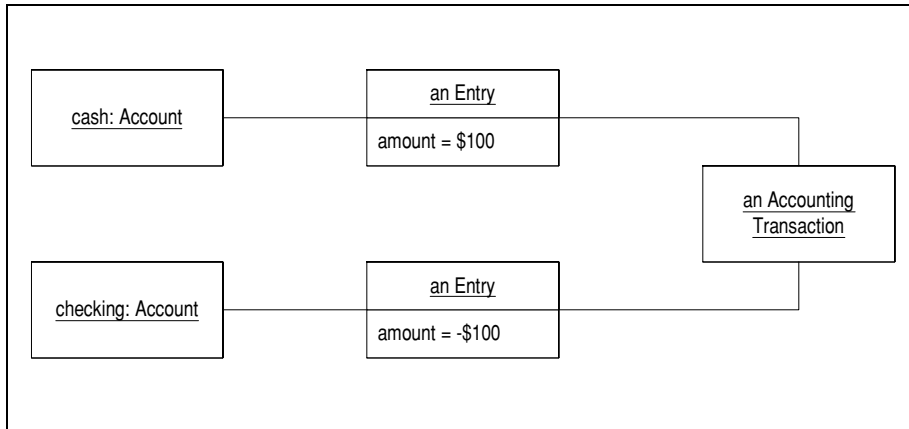 cash: Account
an Entry
amount = $100
an Accounting
Transaction
checking: Account
an Entry
amount = -$100